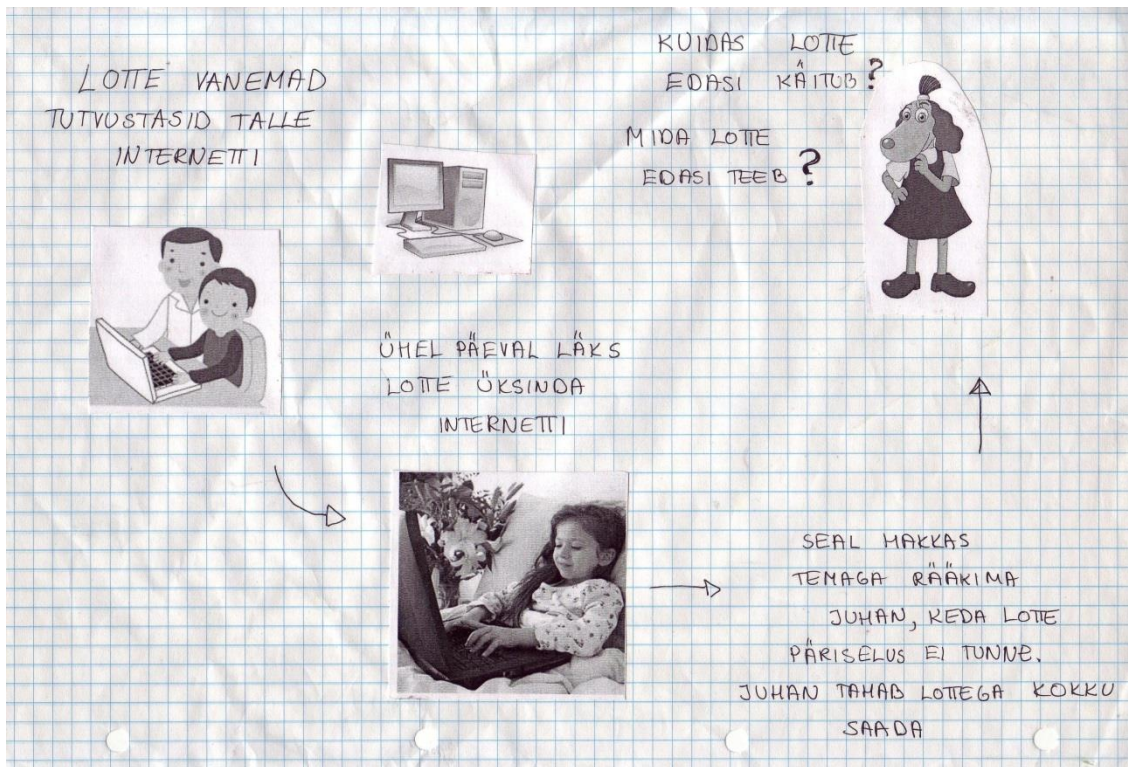 LOTTE VANEMAD
TUTVUSTASID TALLE
INTERNETTI
ÜHEL PÄEVAL LÄKS
LOTTE ÜKSINDA
INTERNETTI
SEAL HAKKAS
TEMAGA RÄÄKIMA
JUHAN, KEDA LOTTE
PÄRISELUS EI TUNNE.
JUHAN TAHAB LOTTEGA KOKKU
SAADA
KUIDAS LOTTE
EDASI KÄITUB?
MIDA LOTTE
EDASI TEEB?